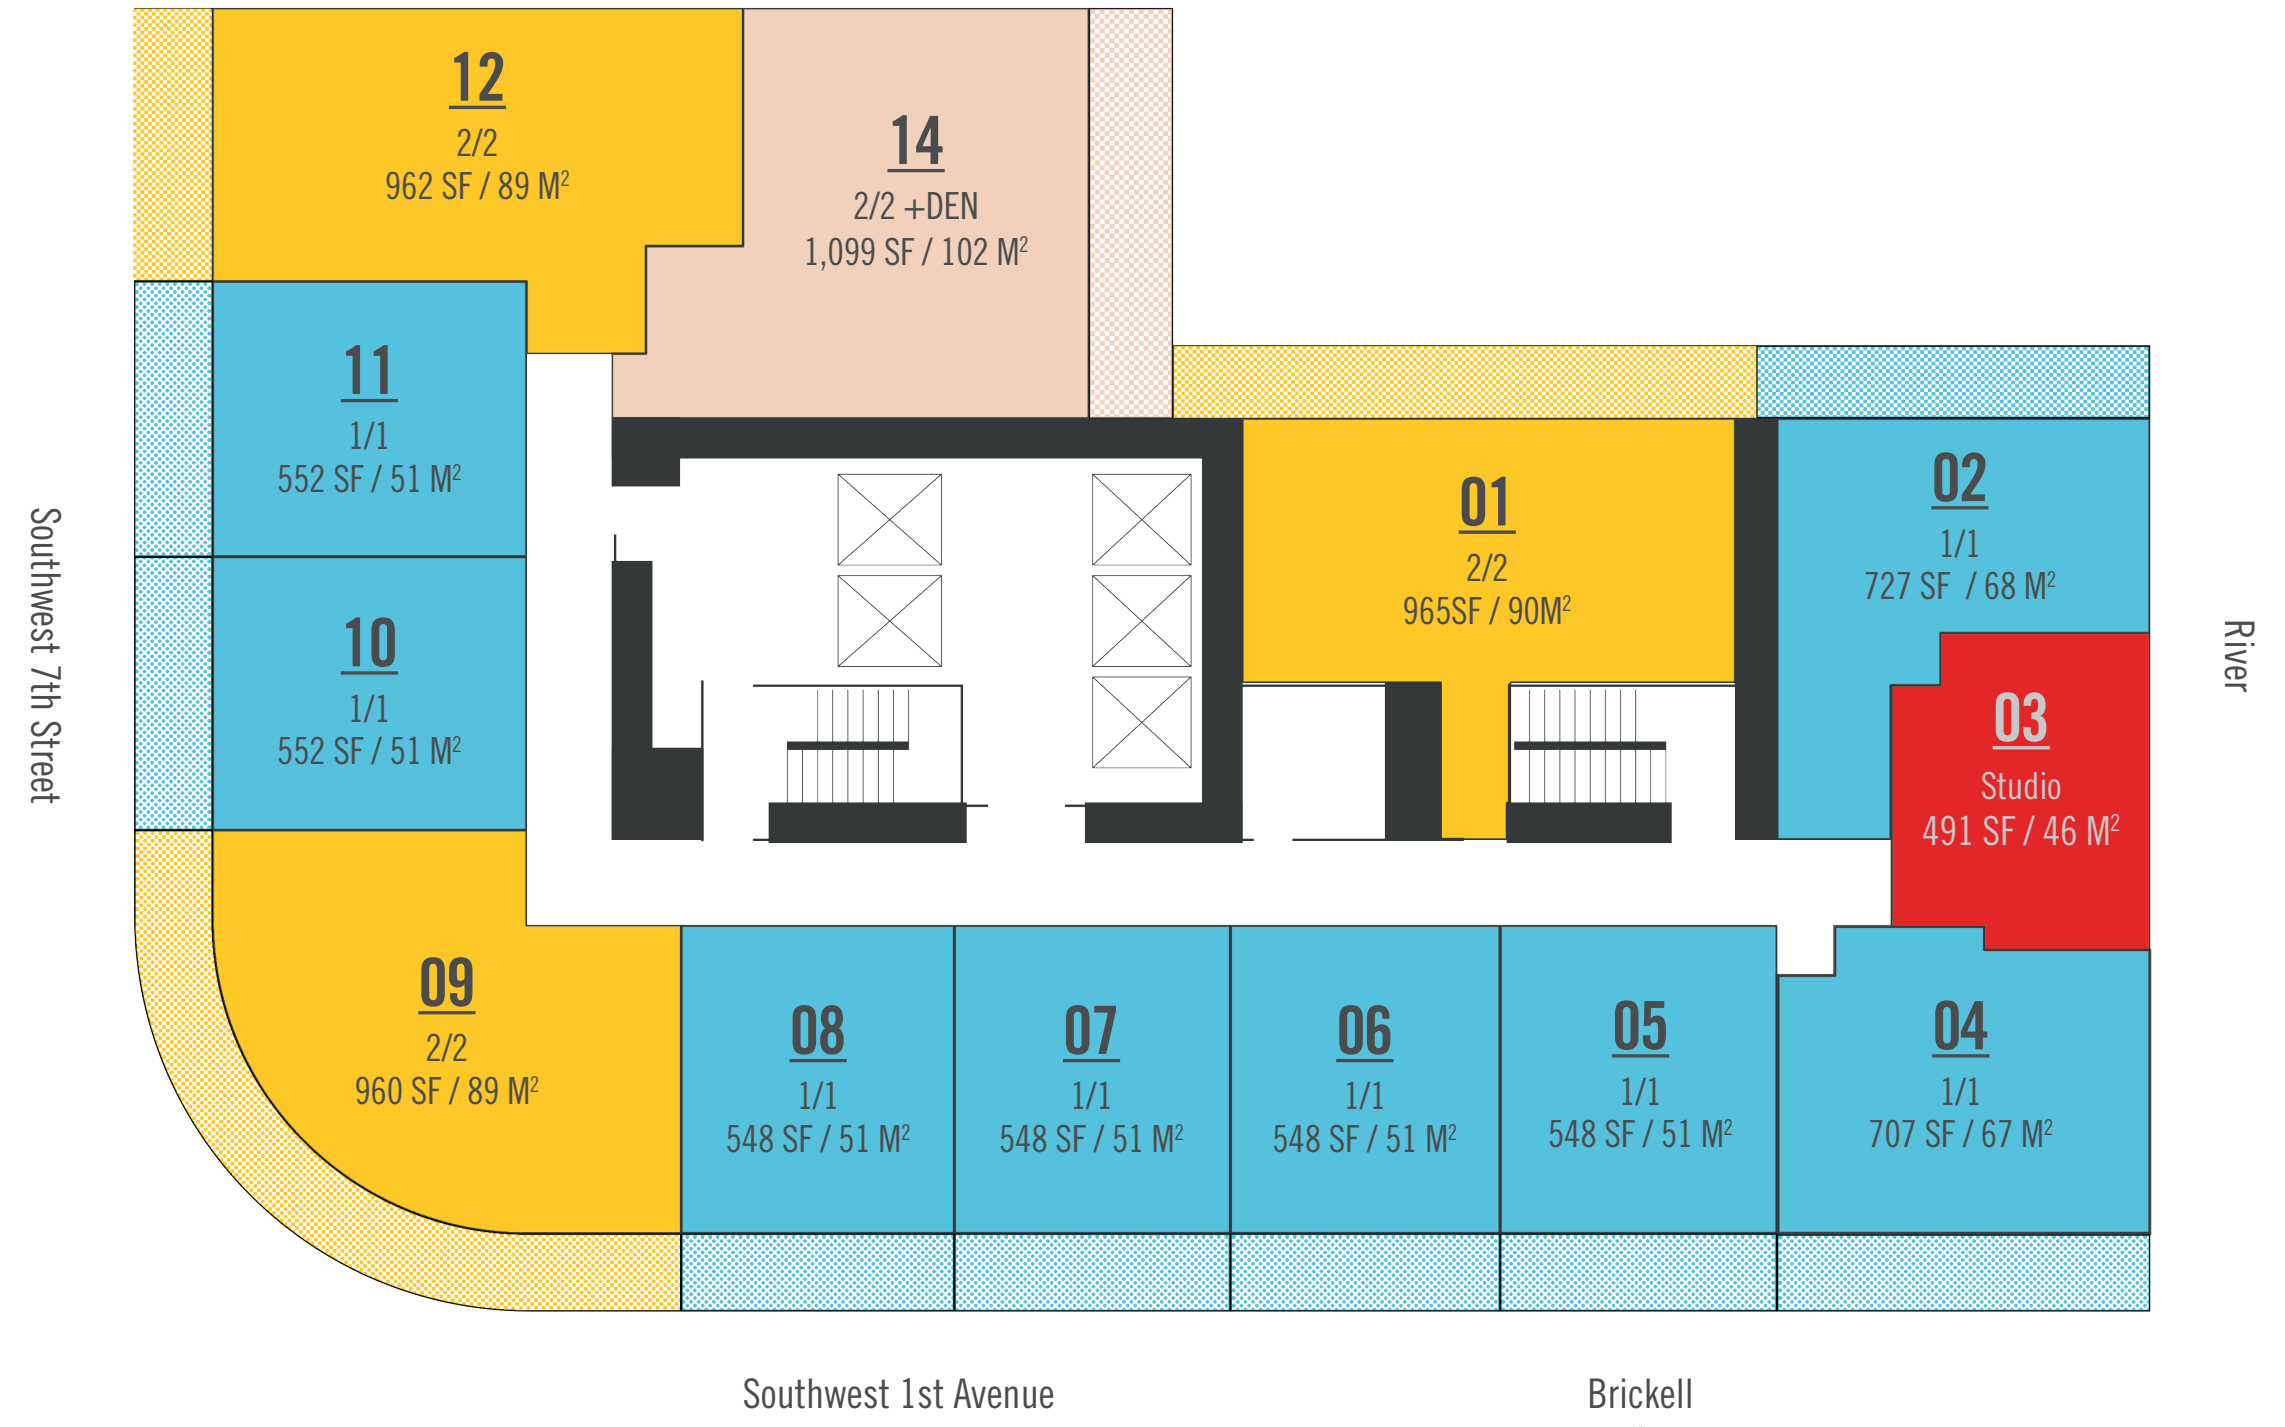 12
2/2
962 SF / 89 M²
14
2/2 +DEN
1,099 SF / 102 M²
11
1/1
552 SF / 51 M²
01
2/2
965SF / 90M²
02
1/1
727 SF / 68 M²
10
1/1
552 SF / 51 M²
03
Studio
491 SF / 46 M²
09
2/2
960 SF / 89 M²
08
1/1
548 SF / 51 M²
07
1/1
548 SF / 51 M²
06
1/1
548 SF / 51 M²
05
1/1
548 SF / 51 M²
04
1/1
707 SF / 67 M²
Southwest 7th Street
River
Southwest 1st Avenue
Brickell